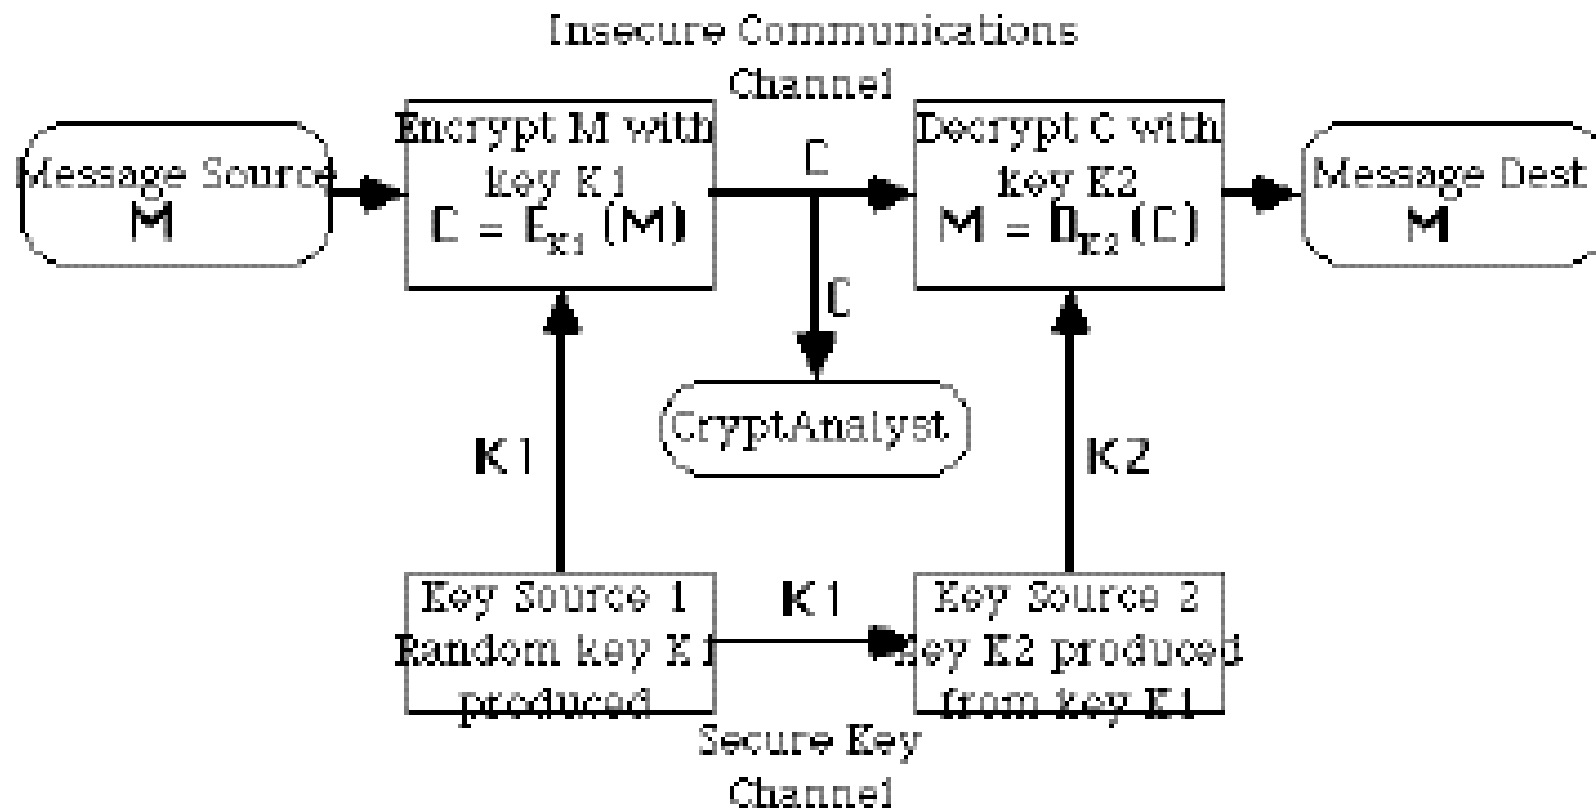 Insecure Communications
Channel
Message Source
M
Encrypt M with
key K1
C = E_K1 (M)
C
Decrypt C with
key K2
M = D_K2 (C)
Message Dest
M
C
CryptAnalyst
K1
K2
Key Source 1
Random key K1
produced
K1
Key Source 2
Key K2 produced
from key K1
Secure Key
Channel